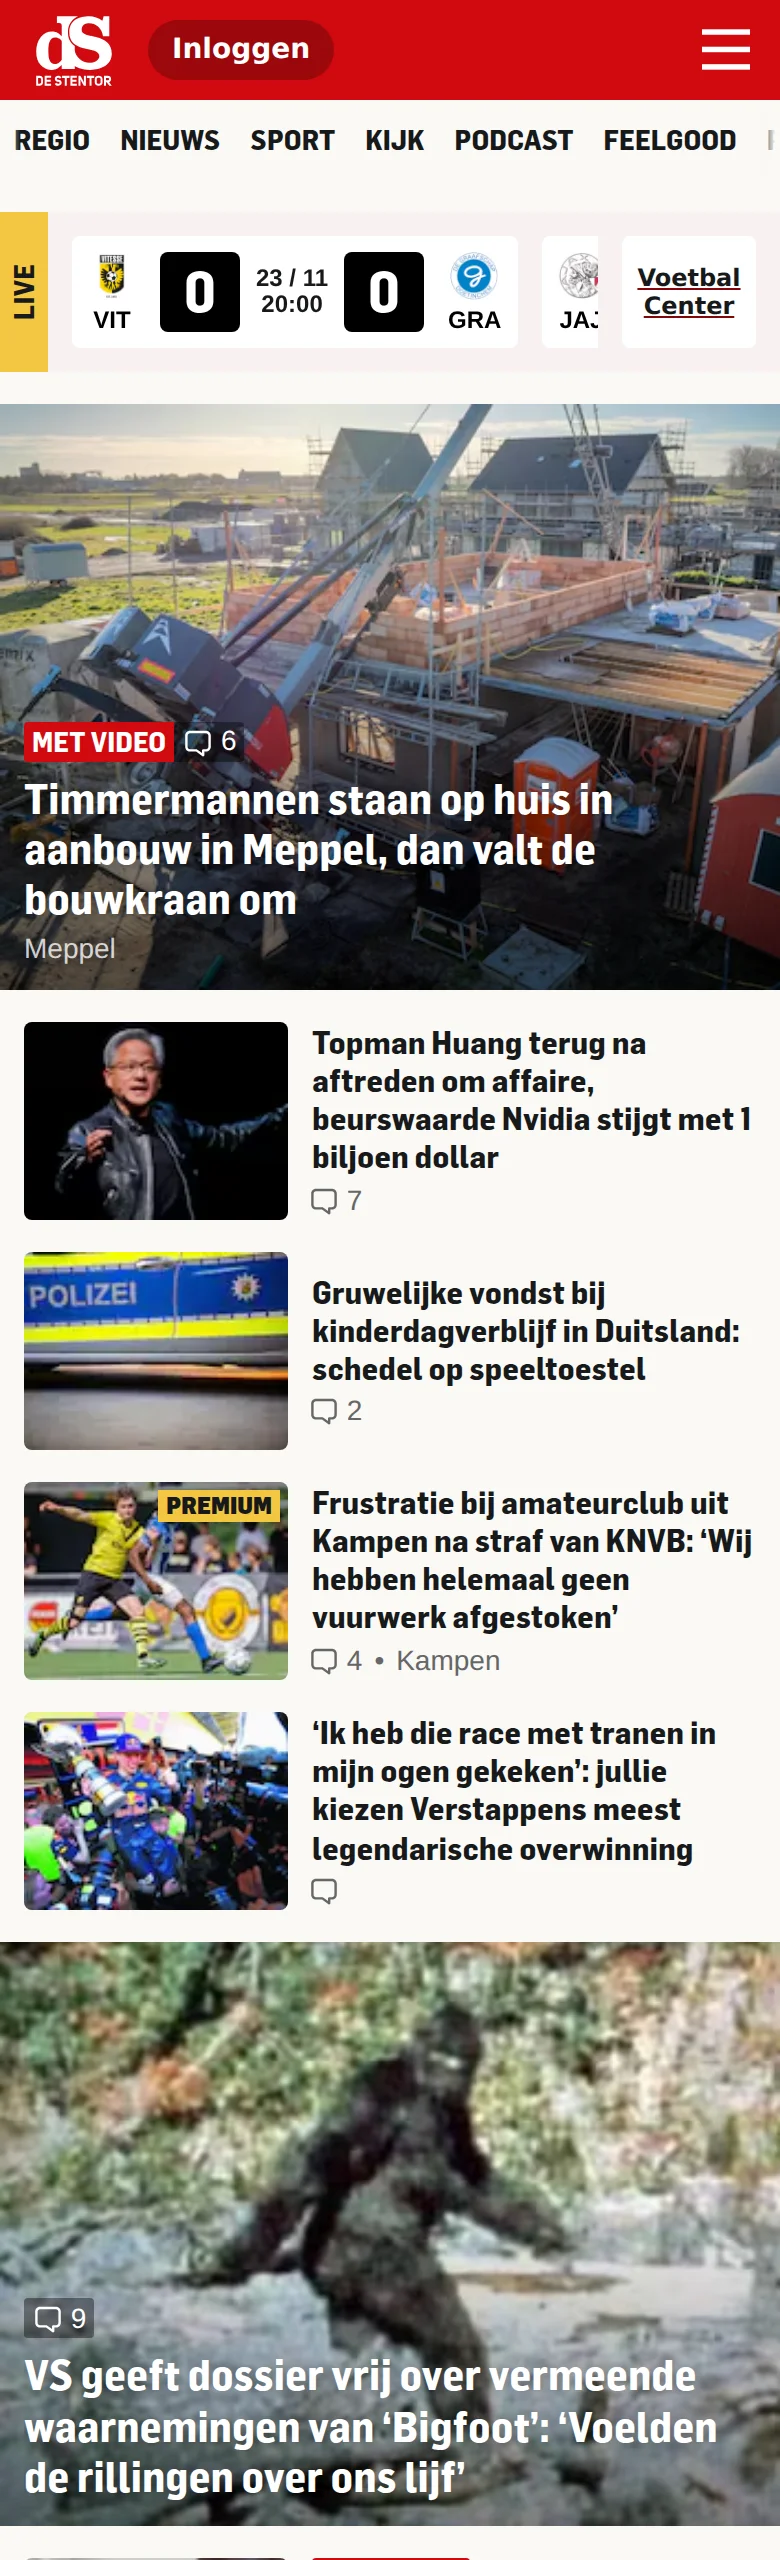 dS
DE STENTOR
Inloggen
REGIO NIEUWS SPORT KIJK PODCAST FEELGOOD
LIVE
VITESSE
VIT
0
23 / 11
20:00
0
GRA
JAJ
Voetbal
Center
MET VIDEO 6
Timmermannen staan op huis in
aanbouw in Meppel, dan valt de
bouwkraan om
Meppel
Topman Huang terug na
aftreden om affaire,
beurswaarde Nvidia stijgt met 1
biljoen dollar
7
POLIZEI
Gruwelijke vondst bij
kinderdagverblijf in Duitsland:
schedel op speeltoestel
2
PREMIUM
Frustratie bij amateurclub uit
Kampen na straf van KNVB: ‘Wij
hebben helemaal geen
vuurwerk afgestoken’
4 • Kampen
‘Ik heb die race met tranen in
mijn ogen gekeken’: jullie
kiezen Verstappens meest
legendarische overwinning
9
VS geeft dossier vrij over vermeende
waarnemingen van ‘Bigfoot’: ‘Voelden
de rillingen over ons lijf’